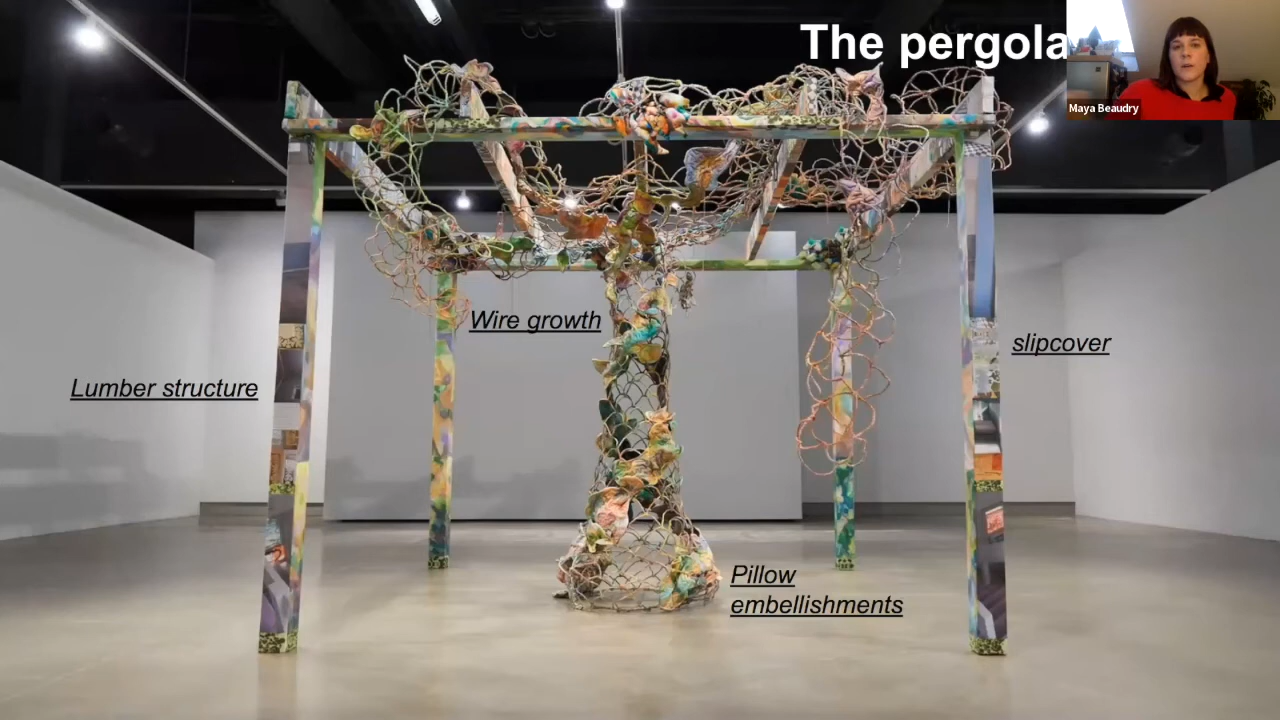 The pergola
Maya Beaudry
Wire growth
slipcover
Lumber structure
Pillow
embellishments